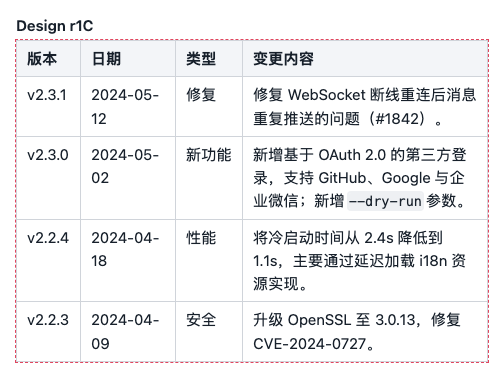 Design r1C
版本 日期 类型 变更内容
v2.3.1 2024-05- 修复 修复 WebSocket 断线重连后消息
12 重复推送的问题（#1842）。
v2.3.0 2024-05- 新功能 新增基于 OAuth 2.0 的第三方登
02 录，支持 GitHub、Google 与企
业微信；新增 --dry-run 参数。
v2.2.4 2024-04- 性能 将冷启动时间从 2.4s 降低到
18 1.1s，主要通过延迟加载 i18n 资
源实现。
v2.2.3 2024-04- 安全 升级 OpenSSL 至 3.0.13，修复
09 CVE-2024-0727。